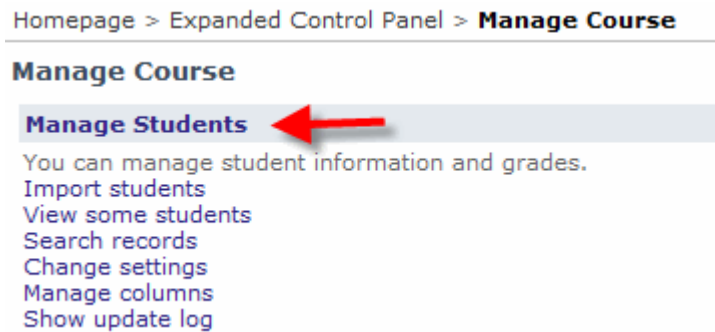 Homepage > Expanded Control Panel > Manage Course
Manage Course
Manage Students
You can manage student information and grades.
Import students
View some students
Search records
Change settings
Manage columns
Show update log